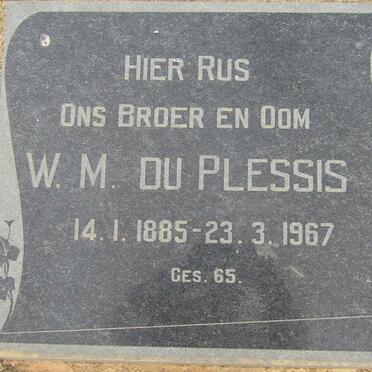 HIER RUS
ONS BROER EN OOM
W. M. DU PLESSIS
14. 1. 1885 - 23. 3. 1967
GES. 65.